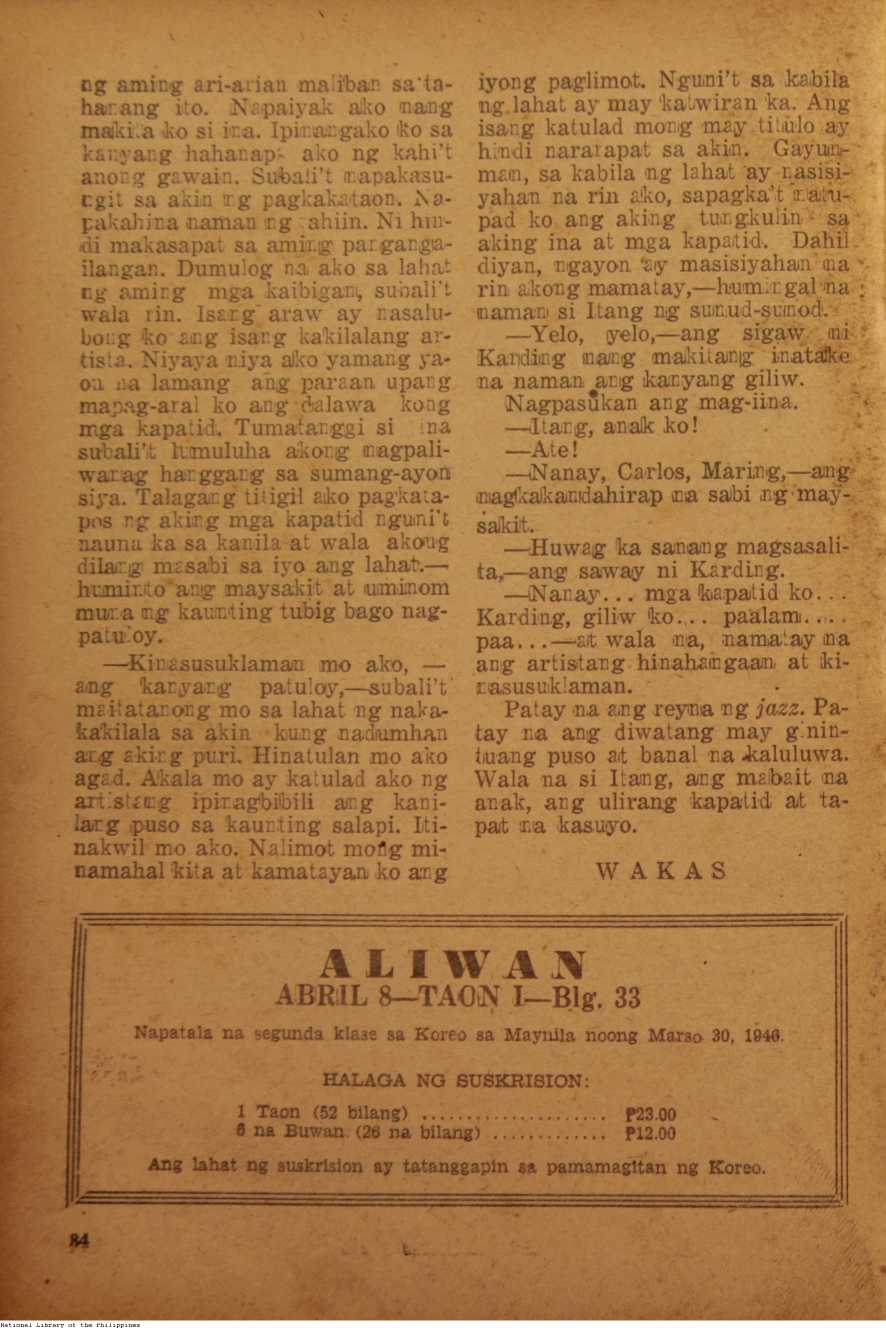 ng aming ari-arian maliban sa ta-
hanang ito. Napaiyak ako nang
makita ko si ina. Ipinangako ko sa
kanyang hahanap ako ng kahi't
anong gawain. Subali't napakasu-
ngit sa akin ng pagkakataon. Na-
pakahina naman ng tahiin. Ni hin-
di makasapat sa aming pangangia-
ilangan. Dumulog na ako sa lahat
ng aming mga kaibigan, subali't
wala rin. Isang araw ay nasalu-
bong ko ang isang kakilalang ar-
tista. Niyaya niya ako yamang ya-
on na lamang ang paraan upang
mapag-aral ko ang dalawa kong
mga kapatid. Tumatanggi si ina
subali't lumuluha akong nagpali-
wanag hanggang sa sumang-ayon
siya. Talagang titigil ako pagkata-
pos ng aking mga kapatid nguni't
nauna ka sa kanila at wala akong
dilang masabi sa iyo ang lahat.—
huminto ang maysakit at uminom
muna ng kaunting tubig bago nag-
patuloy.
—Kinasusuklaman mo ako, —
ang kanyang patuloy,—subali't
maitatanong mo sa lahat ng naka-
kakilala sa akin kung nadumhan
ang aking puri. Hinatulan mo ako
agad. Akala mo ay katulad ako ng
artistang ipinagbibili ang kani-
lang puso sa kaunting salapi. Iti-
nakwil mo ako. Nalimot mong mi-
namahal kita at kamatayan ko ang
iyong paglimot. Nguni't sa kabila
ng lahat ay may katwiran ka. Ang
isang katulad mong may titulo ay
hindi nararapat sa akin. Gayun-
man, sa kabila ng lahat ay nasisi-
yahan na rin ako, sapagka't natu-
pad ko ang aking tungkulin sa
aking ina at mga kapatid. Dahil
diyan, ngayon ay masisiyahan na
rin akong mamatay,—humingal na
naman si Itang ng sunud-sunod.
—Yelo, yelo,—ang sigaw ni
Karding nang makitang inatake
na naman ang kanyang giliw.
Nagpasukan ang mag-iina.
—Itang, anak ko!
—Ate!
—Nanay, Carlos, Maring,—ang
nagkakandahirap na sabi ng may-
sakit.
—Huwag ka sanang magsasali-
ta,—ang saway ni Karding.
—Nanay... mga kapatid ko...
Karding, giliw ko... paalam....
paa...—at wala na, namatay na
ang artistang hinahangaan at ki-
nasusuklaman.
Patay na ang reyna ng jazz. Pa-
tay na ang diwatang may ginin-
tuang puso at banal na kaluluwa.
Wala na si Itang, ang mabait na
anak, ang ulirang kapatid at ta-
pat na kasuyo.
WAKAS
ALIWAN
ABRIL 8—TAON I—Blg. 33
Napatala na segunda klase sa Koreo sa Maynila noong Marso 30, 1946.
HALAGA NG SUSKRISION:
1 Taon (52 bilang) ..................... ₱23.00
6 na Buwan (26 na bilang) ............. ₱12.00
Ang lahat ng suskrision ay tatanggapin sa pamamagitan ng Koreo.
84
National Library of the Philippines